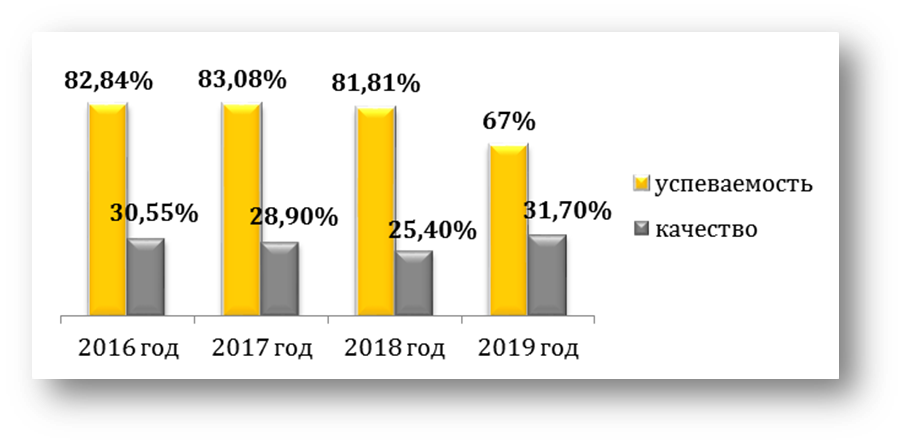 82,84% 83,08% 81,81%
67%
30,55% 28,90% 25,40% 31,70%
успеваемость
качество
2016 год 2017 год 2018 год 2019 год